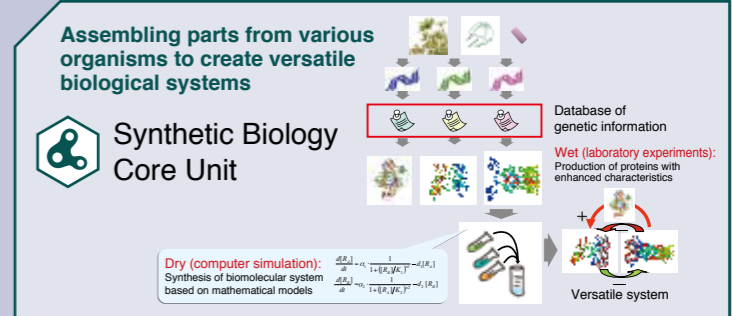 Assembling parts from various
organisms to create versatile
biological systems
Synthetic Biology
Core Unit
Database of
genetic information
Wet (laboratory experiments):
Production of proteins with
enhanced characteristics
+
Dry (computer simulation):
Synthesis of biomolecular system
based on mathematical models
Versatile system